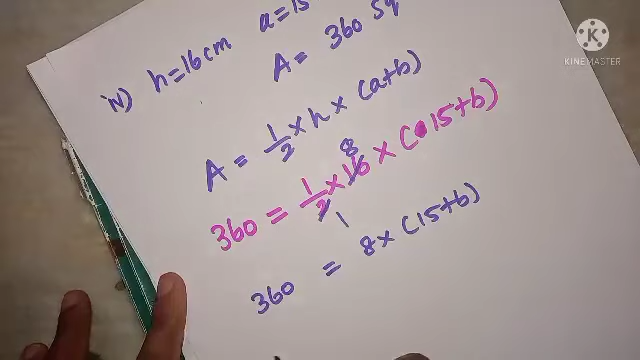 iv) h=16cm a=15
A= 360 Sq
A = 1/2 × h × (a+b)
360 = 1/2 × 16 × (15+b)
8
1
360 = 8 × (15+b)
KINEMASTER